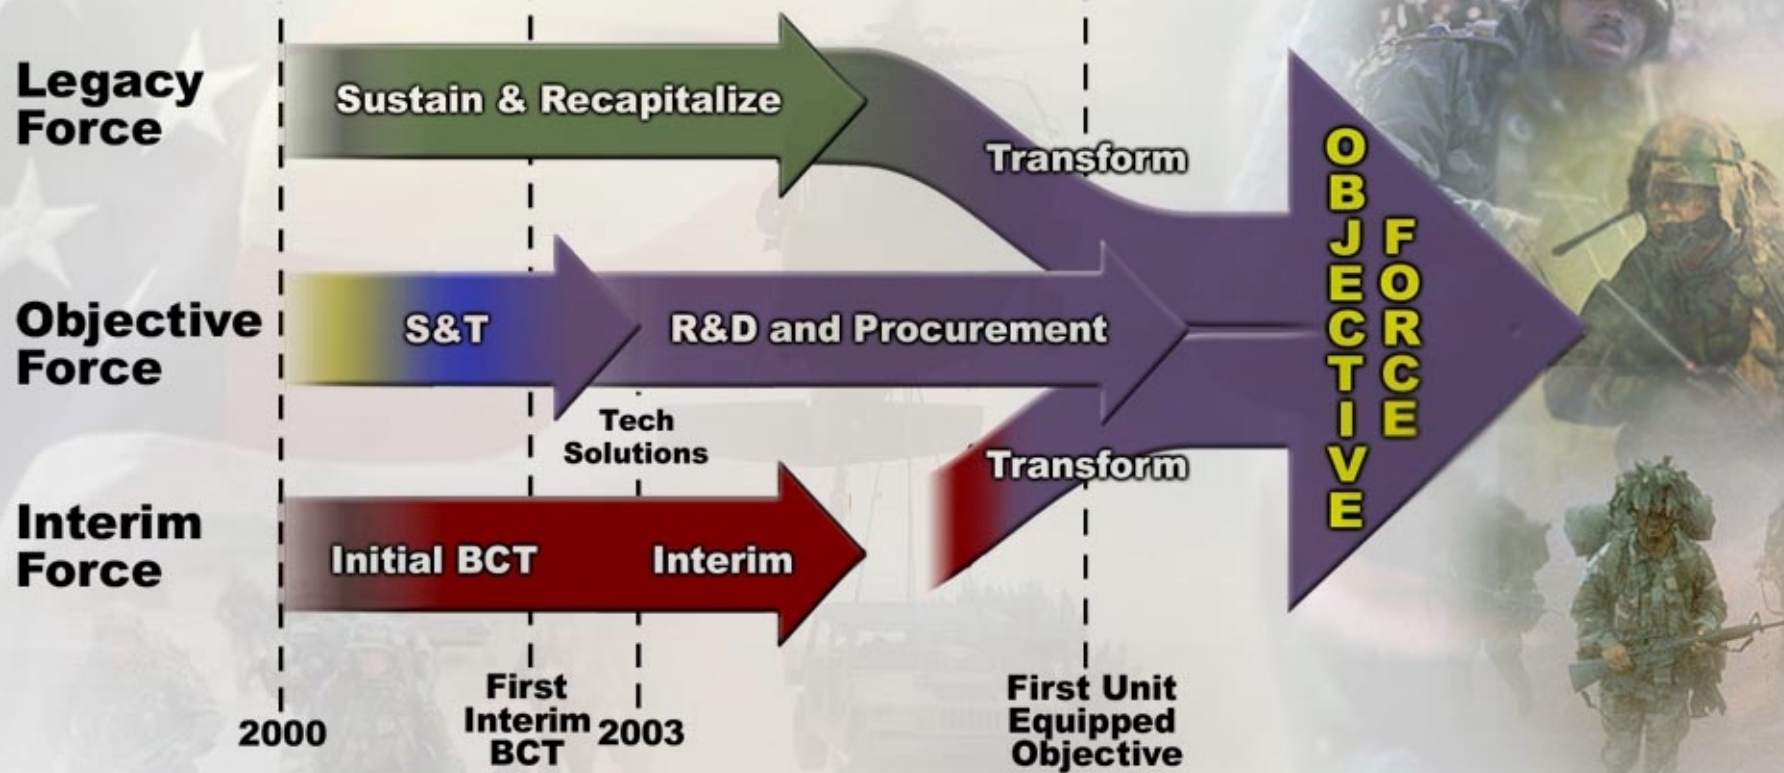 Legacy
Force
Sustain & Recapitalize
Transform
Objective
Force
S&T
R&D and Procurement
Tech
Solutions
Interim
Force
Initial BCT
Interim
Transform
OBJECTIVE
FORCE
2000
First
Interim
BCT
2003
First Unit
Equipped
Objective